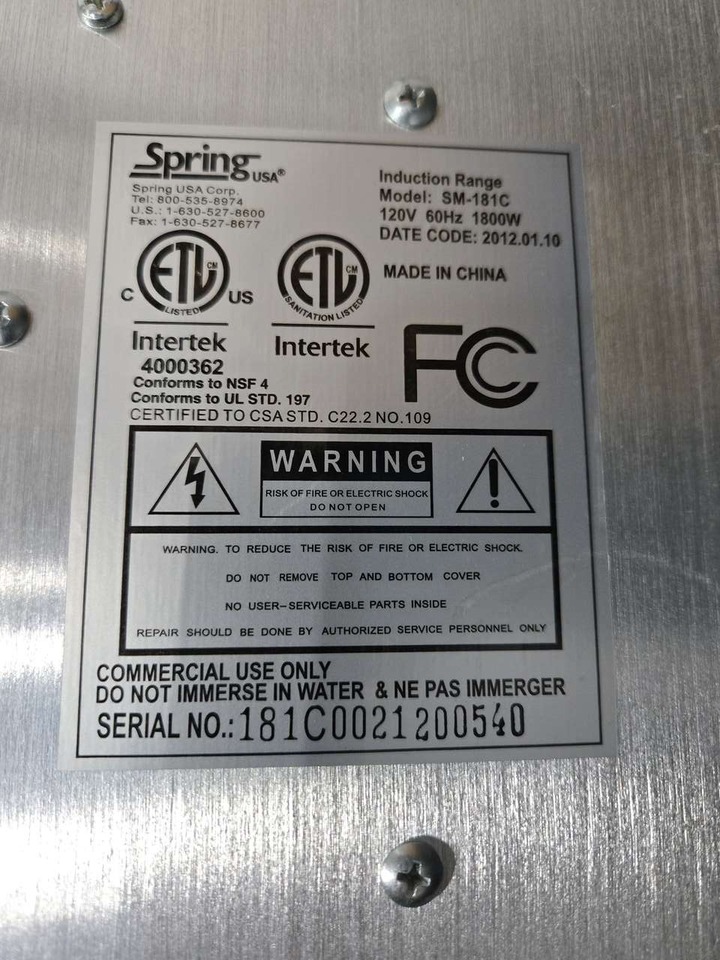 Spring USA®
Spring USA Corp.
Tel: 800-535-8974
U.S.: 1-630-527-8600
Fax: 1-630-527-8677
Induction Range
Model: SM-181C
120V 60Hz 1800W
DATE CODE: 2012.01.10
MADE IN CHINA
C ETL CM US
LISTED
Intertek
4000362
ETL CM
SANITATION LISTED
Intertek
FC
Conforms to NSF 4
Conforms to UL STD. 197
CERTIFIED TO CSA STD. C22.2 NO.109
WARNING
RISK OF FIRE OR ELECTRIC SHOCK
DO NOT OPEN
WARNING. TO REDUCE THE RISK OF FIRE OR ELECTRIC SHOCK.
DO NOT REMOVE TOP AND BOTTOM COVER
NO USER-SERVICEABLE PARTS INSIDE
REPAIR SHOULD BE DONE BY AUTHORIZED SERVICE PERSONNEL ONLY
COMMERCIAL USE ONLY
DO NOT IMMERSE IN WATER & NE PAS IMMERGER
SERIAL NO.:181C0021200540